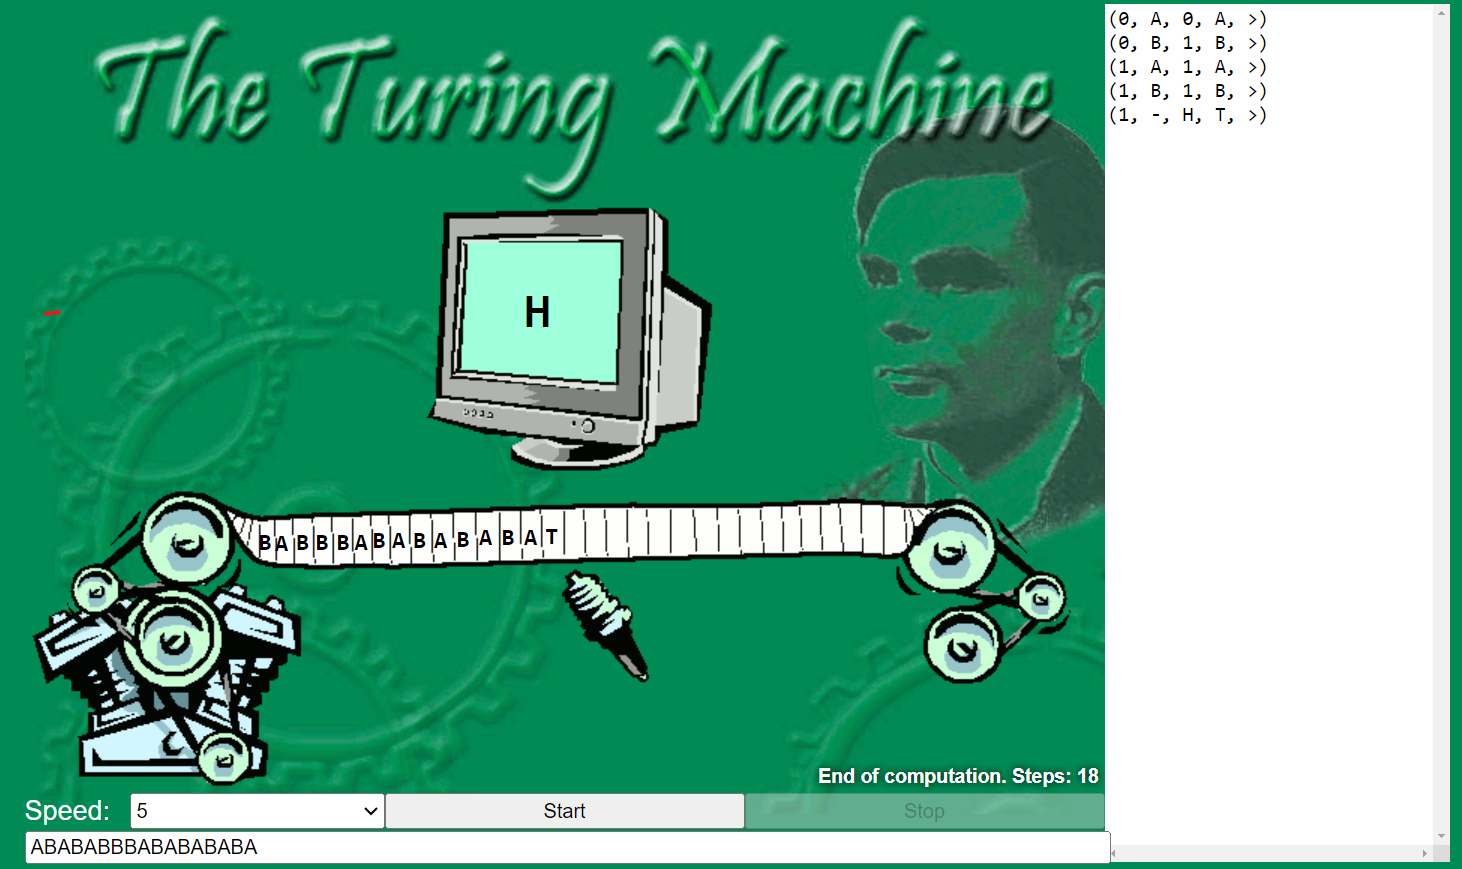 The Turing Machine
(0, A, 0, A, >)
(0, B, 1, B, >)
(1, A, 1, A, >)
(1, B, 1, B, >)
(1, -, H, T, >)
H
BABBBABABABABAT
End of computation. Steps: 18
Speed: 5 Start Stop
ABABABBBABABABABA